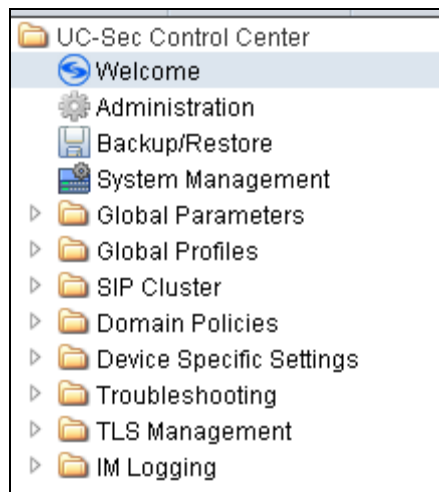 UC-Sec Control Center
Welcome
Administration
Backup/Restore
System Management
Global Parameters
Global Profiles
SIP Cluster
Domain Policies
Device Specific Settings
Troubleshooting
TLS Management
IM Logging